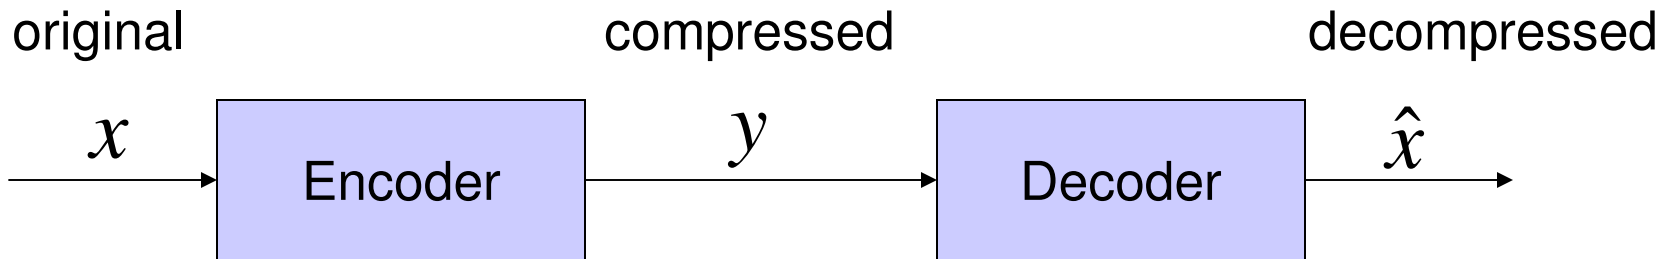 original compressed decompressed
x y x̂
Encoder Decoder